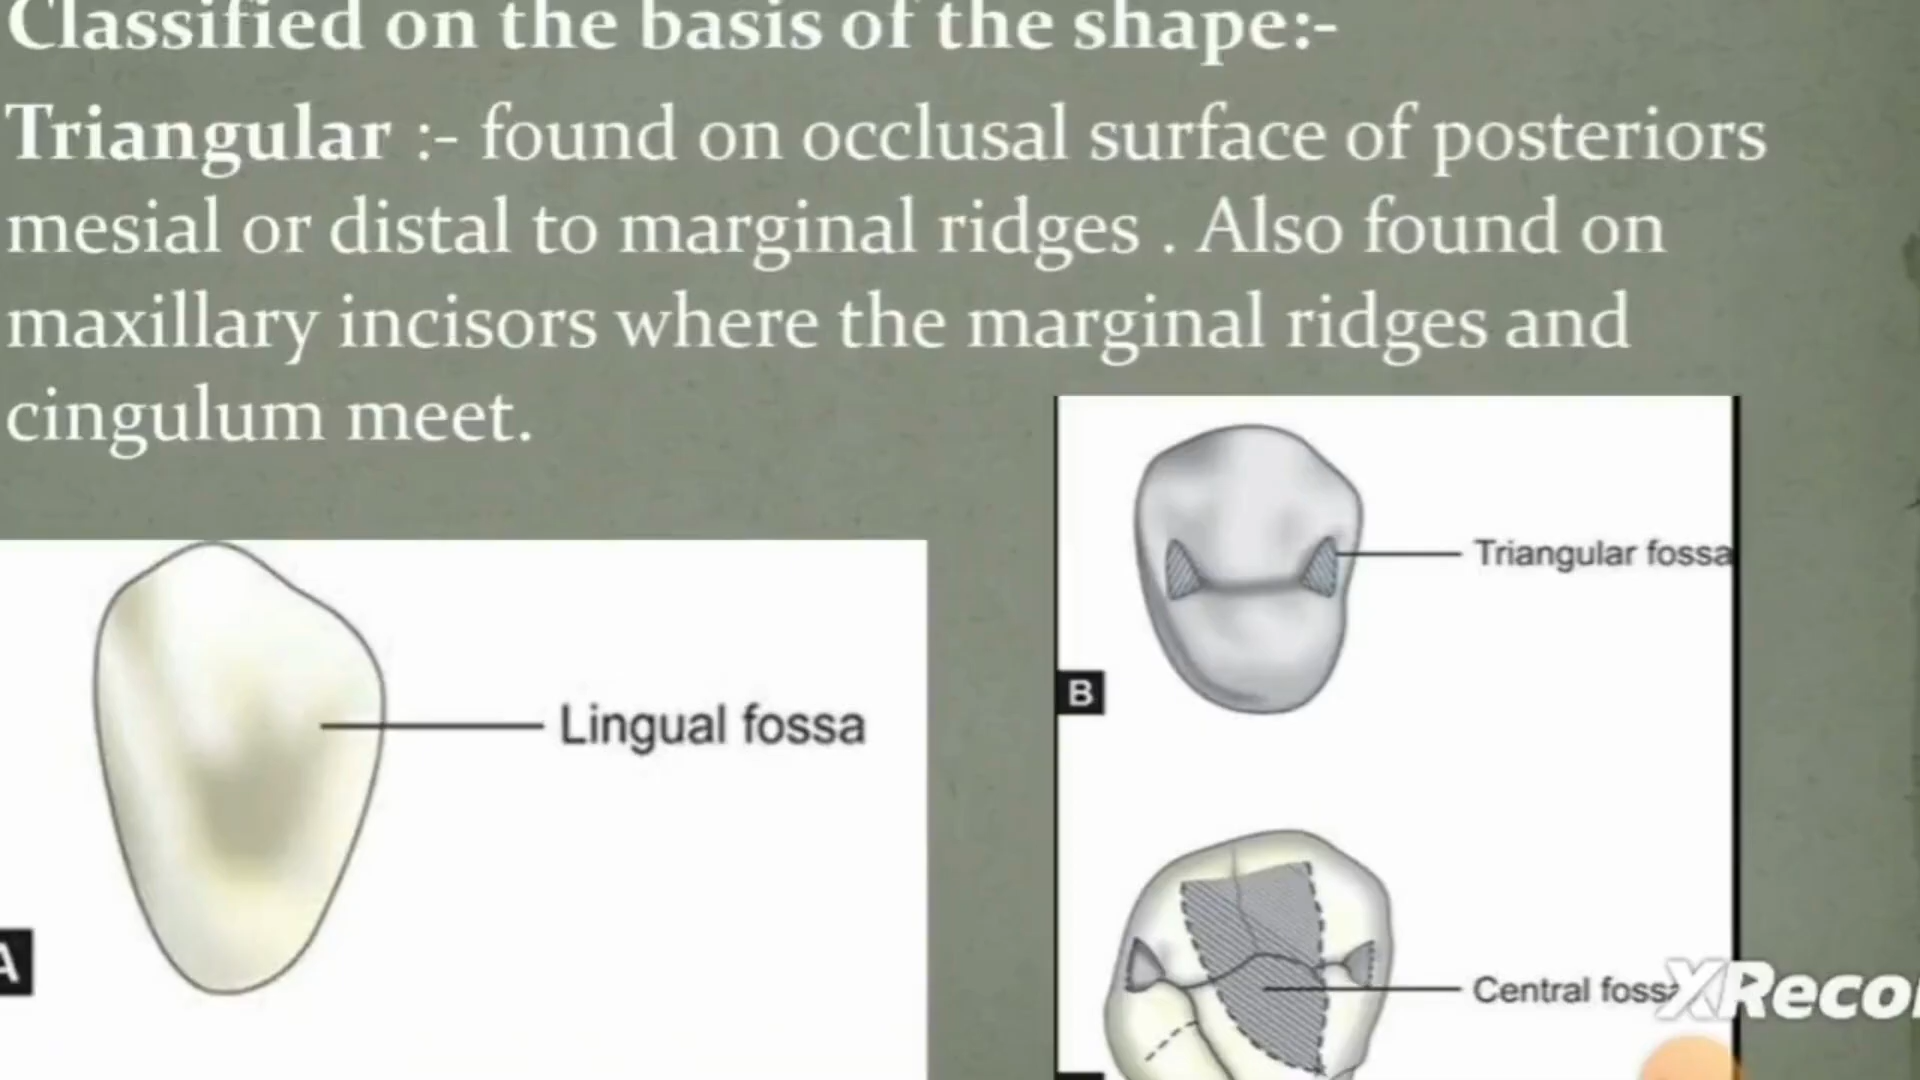 Classified on the basis of the shape:-
Triangular :- found on occlusal surface of posteriors
mesial or distal to marginal ridges . Also found on
maxillary incisors where the marginal ridges and
cingulum meet.
Triangular fossa
B
Lingual fossa
A
Central fossa
XRecor